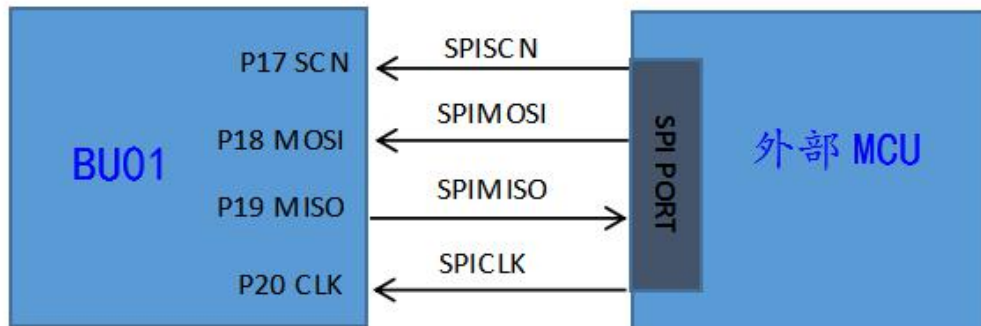 P17 SCN
SPISCN
P18 MOSI
SPIMOSI
BU01
SPI PORT
外部 MCU
P19 MISO
SPIMISO
P20 CLK
SPICLK